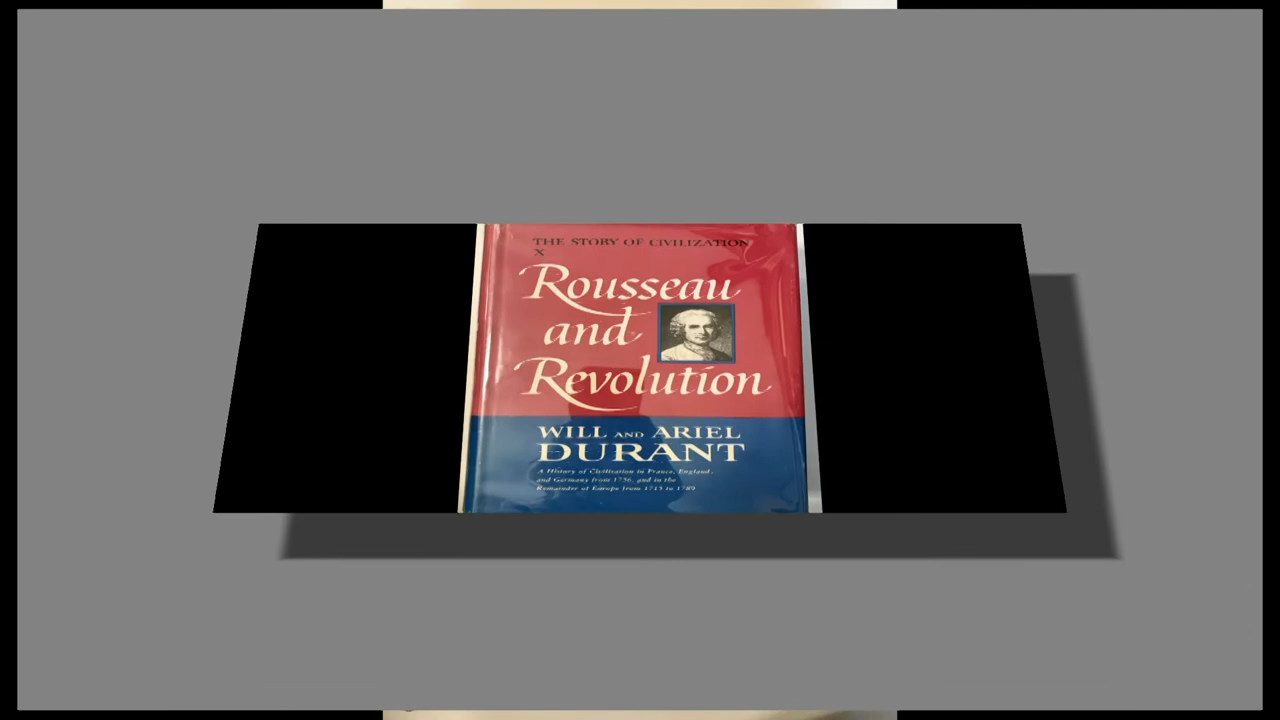 THE STORY OF CIVILIZATION
X
Rousseau
and
Revolution
WILL AND ARIEL
DURANT
A History of Civilization in France, England,
and Germany from 1756, and in the
Remainder of Europe from 1715 to 1789